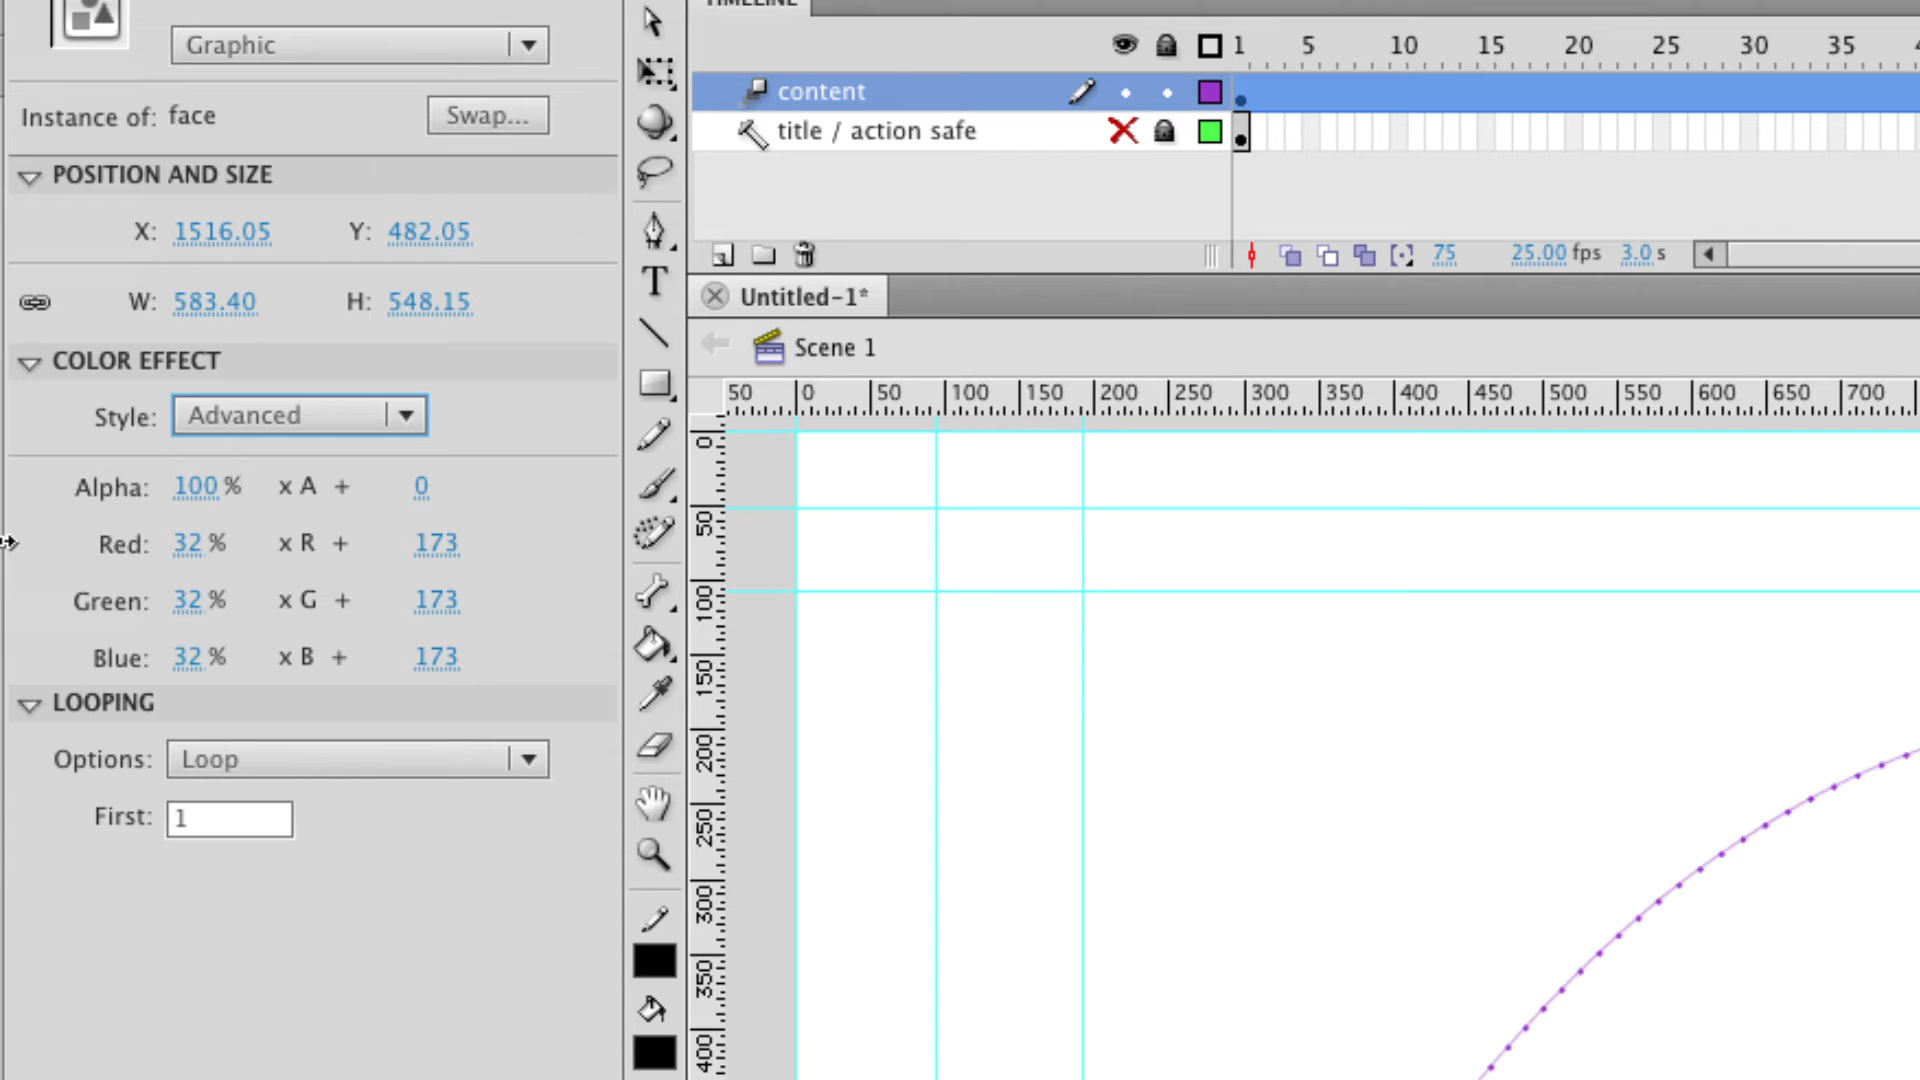 TIMELINE
Graphic
1 5 10 15 20 25 30 35
content
Instance of: face Swap...
title / action safe
POSITION AND SIZE
X: 1516.05 Y: 482.05
75 25.00 fps 3.0 s
W: 583.40 H: 548.15
Untitled-1*
COLOR EFFECT
Scene 1
Style: Advanced
50 0 50 100 150 200 250 300 350 400 450 500 550 600 650 700
Alpha: 100 % x A + 0
Red: 32 % x R + 173
Green: 32 % x G + 173
Blue: 32 % x B + 173
LOOPING
Options: Loop
First: 1
0
50
100
150
200
250
300
350
400